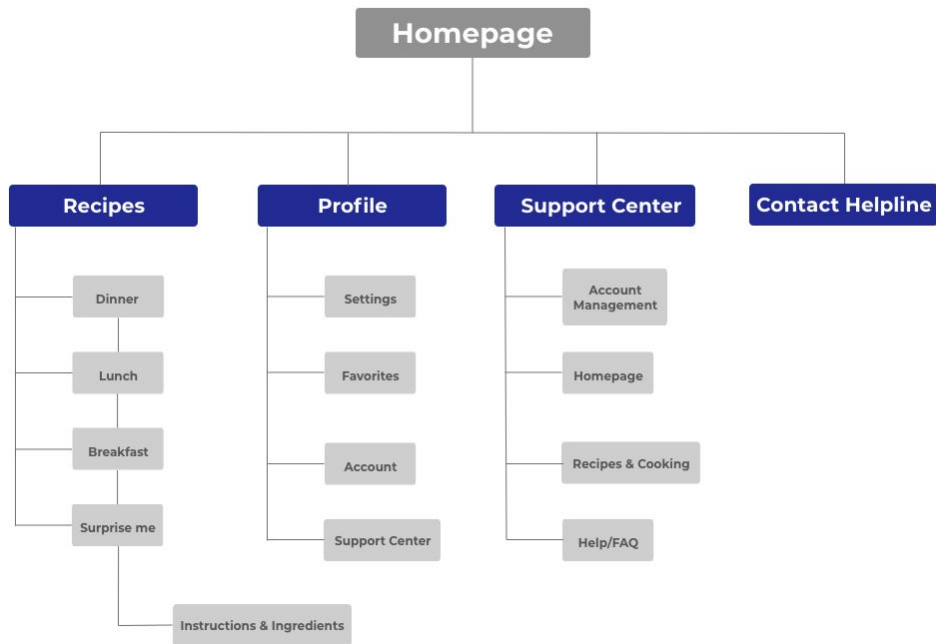 Homepage
Recipes
Profile
Support Center
Contact Helpline
Dinner
Lunch
Breakfast
Surprise me
Instructions & Ingredients
Settings
Favorites
Account
Support Center
Account
Management
Homepage
Recipes & Cooking
Help/FAQ